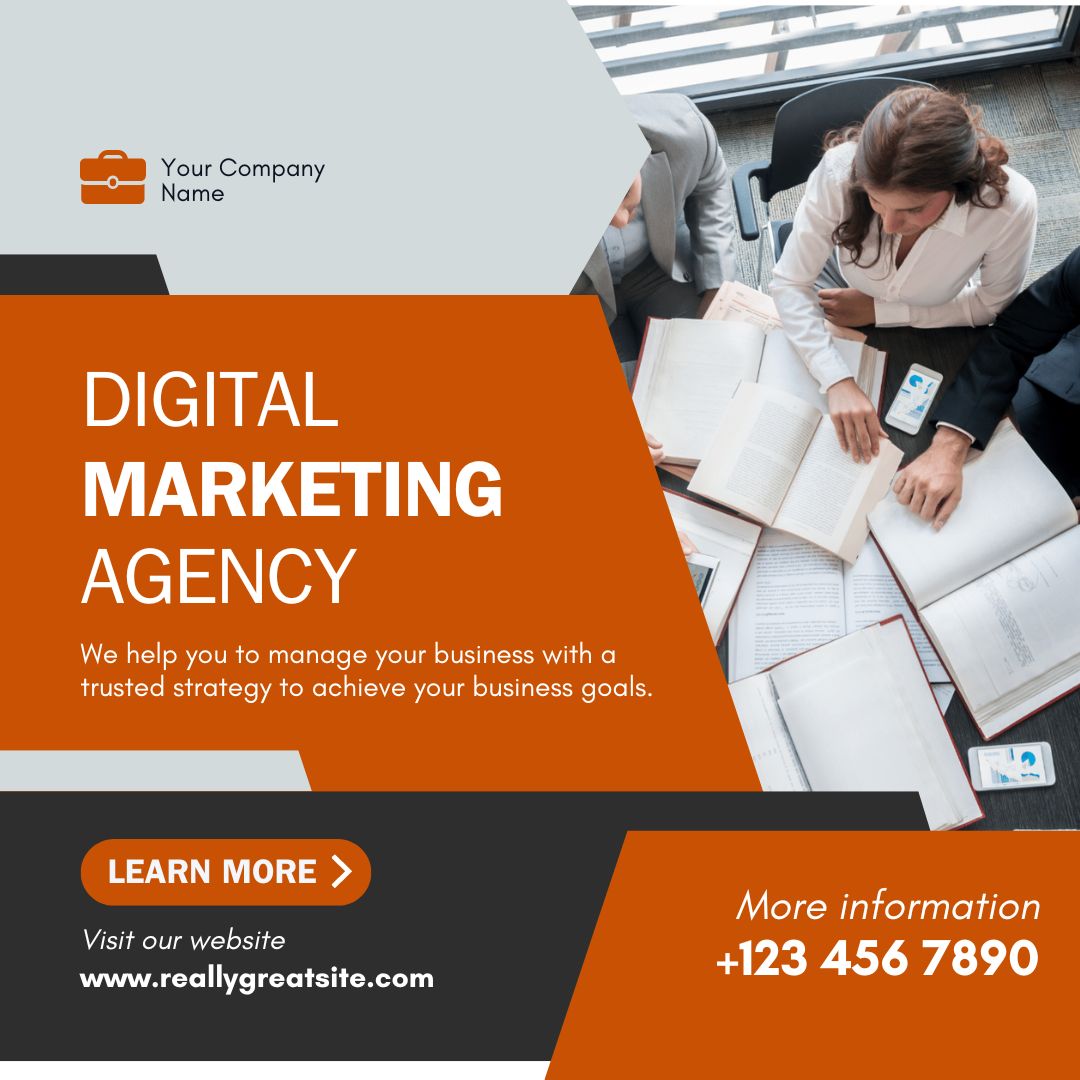 Your Company
Name
DIGITAL
MARKETING
AGENCY
We help you to manage your business with a
trusted strategy to achieve your business goals.
LEARN MORE
Visit our website
www.reallygreatsite.com
More information
+123 456 7890